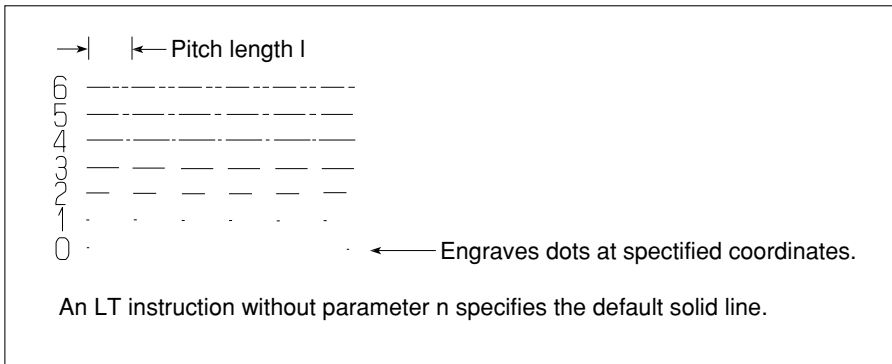 Pitch length l
6
5
4
3
2
1
0 Engraves dots at spectified coordinates.
An LT instruction without parameter n specifies the default solid line.